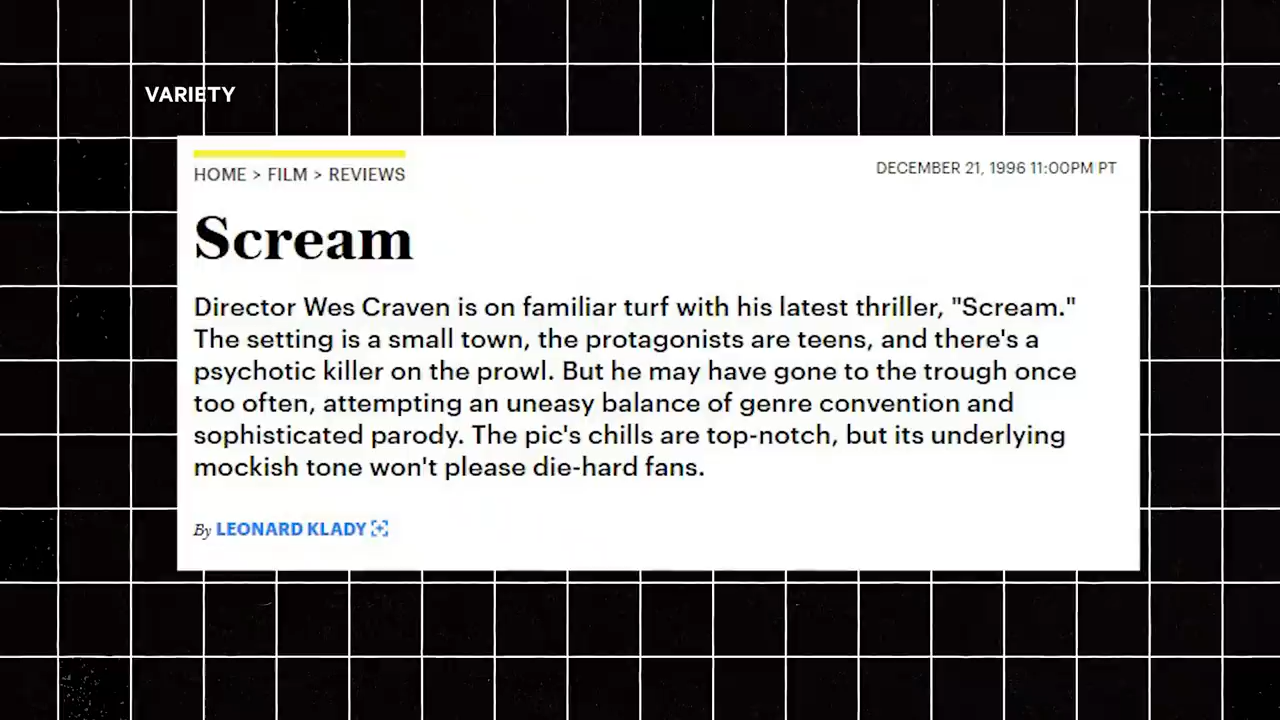 VARIETY
HOME > FILM > REVIEWS
DECEMBER 21, 1996 11:00PM PT
Scream
Director Wes Craven is on familiar turf with his latest thriller, "Scream."
The setting is a small town, the protagonists are teens, and there's a
psychotic killer on the prowl. But he may have gone to the trough once
too often, attempting an uneasy balance of genre convention and
sophisticated parody. The pic's chills are top-notch, but its underlying
mockish tone won't please die-hard fans.
By LEONARD KLADY